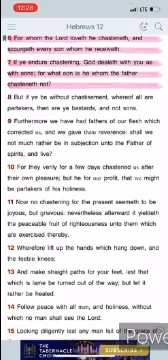 12:28
LTE
Hebrews 12
6 For whom the Lord loveth he chasteneth, and
scourgeth every son whom he receiveth.
7 If ye endure chastening, God dealeth with you as
with sons; for what son is he whom the father
chasteneth not?
8 But if ye be without chastisement, whereof all are
partakers, then are ye bastards, and not sons.
9 Furthermore we have had fathers of our flesh which
corrected us, and we gave them reverence: shall we
not much rather be in subjection unto the Father of
spirits, and live?
10 For they verily for a few days chastened us after
their own pleasure; but he for our profit, that we might
be partakers of his holiness.
11 Now no chastening for the present seemeth to be
joyous, but grievous: nevertheless afterward it yieldeth
the peaceable fruit of righteousness unto them which
are exercised thereby.
12 Wherefore lift up the hands which hang down, and
the feeble knees;
13 And make straight paths for your feet, lest that
which is lame be turned out of the way; but let it
rather be healed.
14 Follow peace with all men, and holiness, without
which no man shall see the Lord:
15 Looking diligently lest any man fail of the grace of
Powe
THE
TABERNACLE